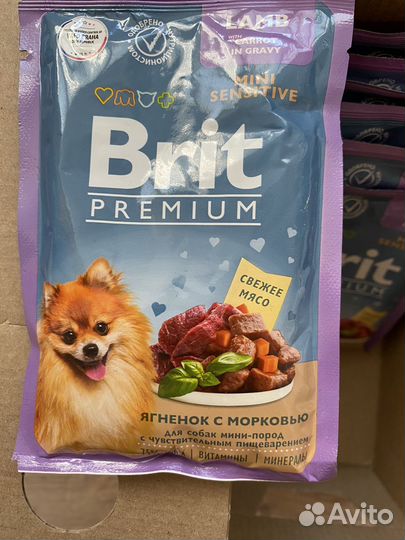 LAMB
WITH
CARROT
IN GRAVY
MINI
SENSITIVE
Brit
PREMIUM
СВЕЖЕЕ
МЯСО
ЯГНЕНОК С МОРКОВЬЮ
для собак мини-пород
с чувствительным пищеварением
ВИТАМИНЫ | МИНЕРАЛЫ
Brit
Avito